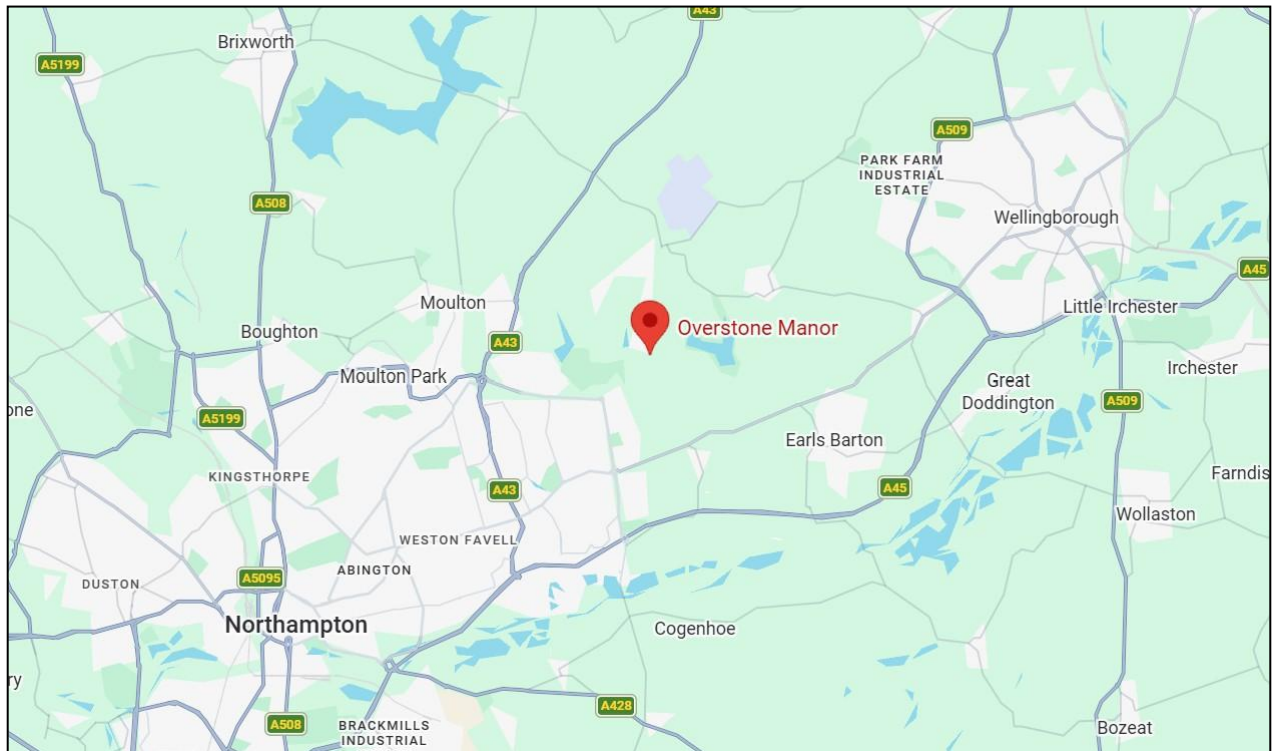 A43
Brixworth
A5199
A509
PARK FARM
INDUSTRIAL
ESTATE
A508
Wellingborough
A45
Moulton
Little Irchester
Overstone Manor
Boughton
A43
Irchester
Moulton Park
Great
Doddington
A509
one
A5199
Earls Barton
KINGSTHORPE
Farndis
A43
A45
Wollaston
WESTON FAVELL
ABINGTON
A5095
DUSTON
Northampton
Cogenhoe
ry
A428
A508
BRACKMILLS
INDUSTRIAL
Bozeat